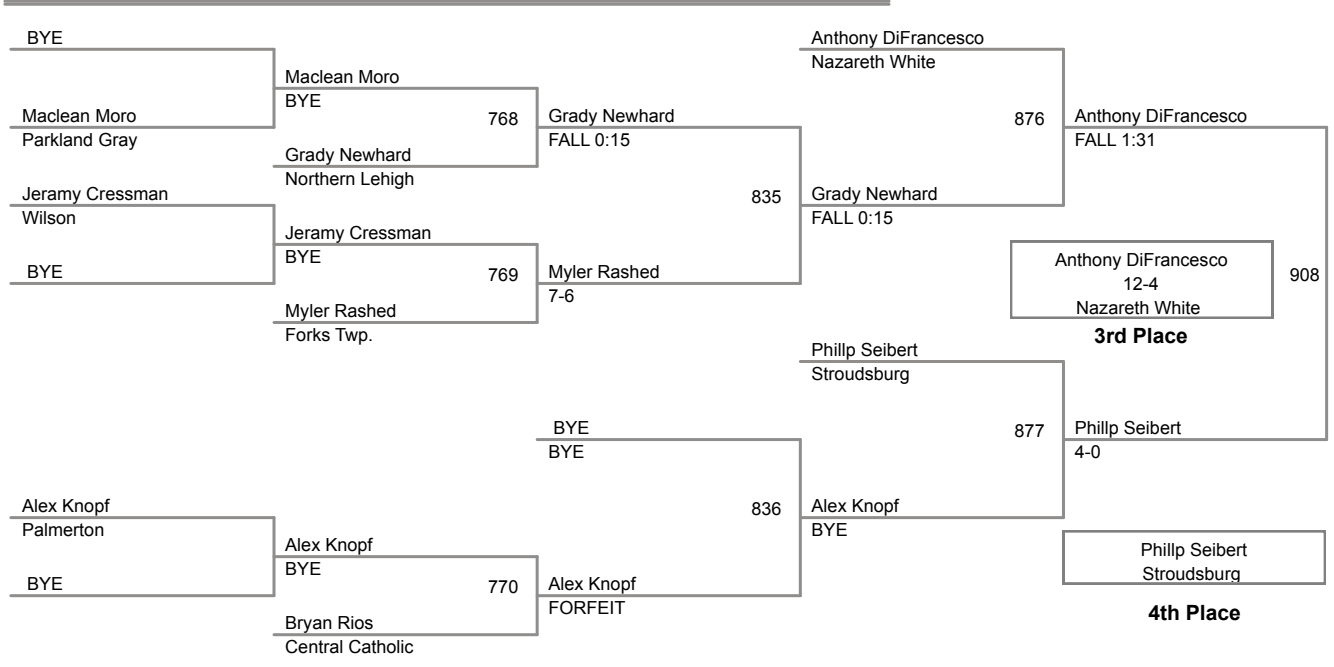 BYE
Maclean Moro
Parkland Gray
Jeramy Cressman
Wilson
BYE
Alex Knopf
Palmerton
BYE
Maclean Moro
BYE
768
Grady Newhard
Northern Lehigh
Jeramy Cressman
BYE
769
Myler Rashed
Forks Twp.
Alex Knopf
BYE
770
Bryan Rios
Central Catholic
Grady Newhard
FALL 0:15
835
Myler Rashed
7-6
BYE
BYE
836
Alex Knopf
FORFEIT
Anthony DiFrancesco
Nazareth White
876
Grady Newhard
FALL 0:15
Phillp Seibert
Stroudsburg
877
Alex Knopf
BYE
Anthony DiFrancesco
FALL 1:31
Anthony DiFrancesco
12-4
Nazareth White
908
3rd Place
Phillp Seibert
4-0
Phillp Seibert
Stroudsburg
4th Place